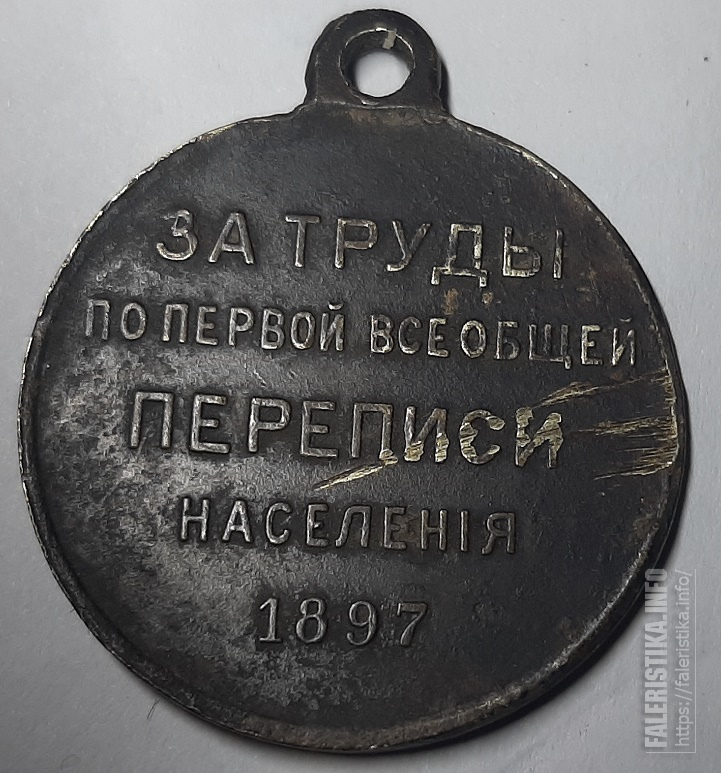 ЗА ТРУДЫ
ПО ПЕРВОЙ ВСЕОБЩЕЙ
ПЕРЕПИСИ
НАСЕЛЕНІЯ
1897
FALERISTIKA.INFO
https://faleristika.info/